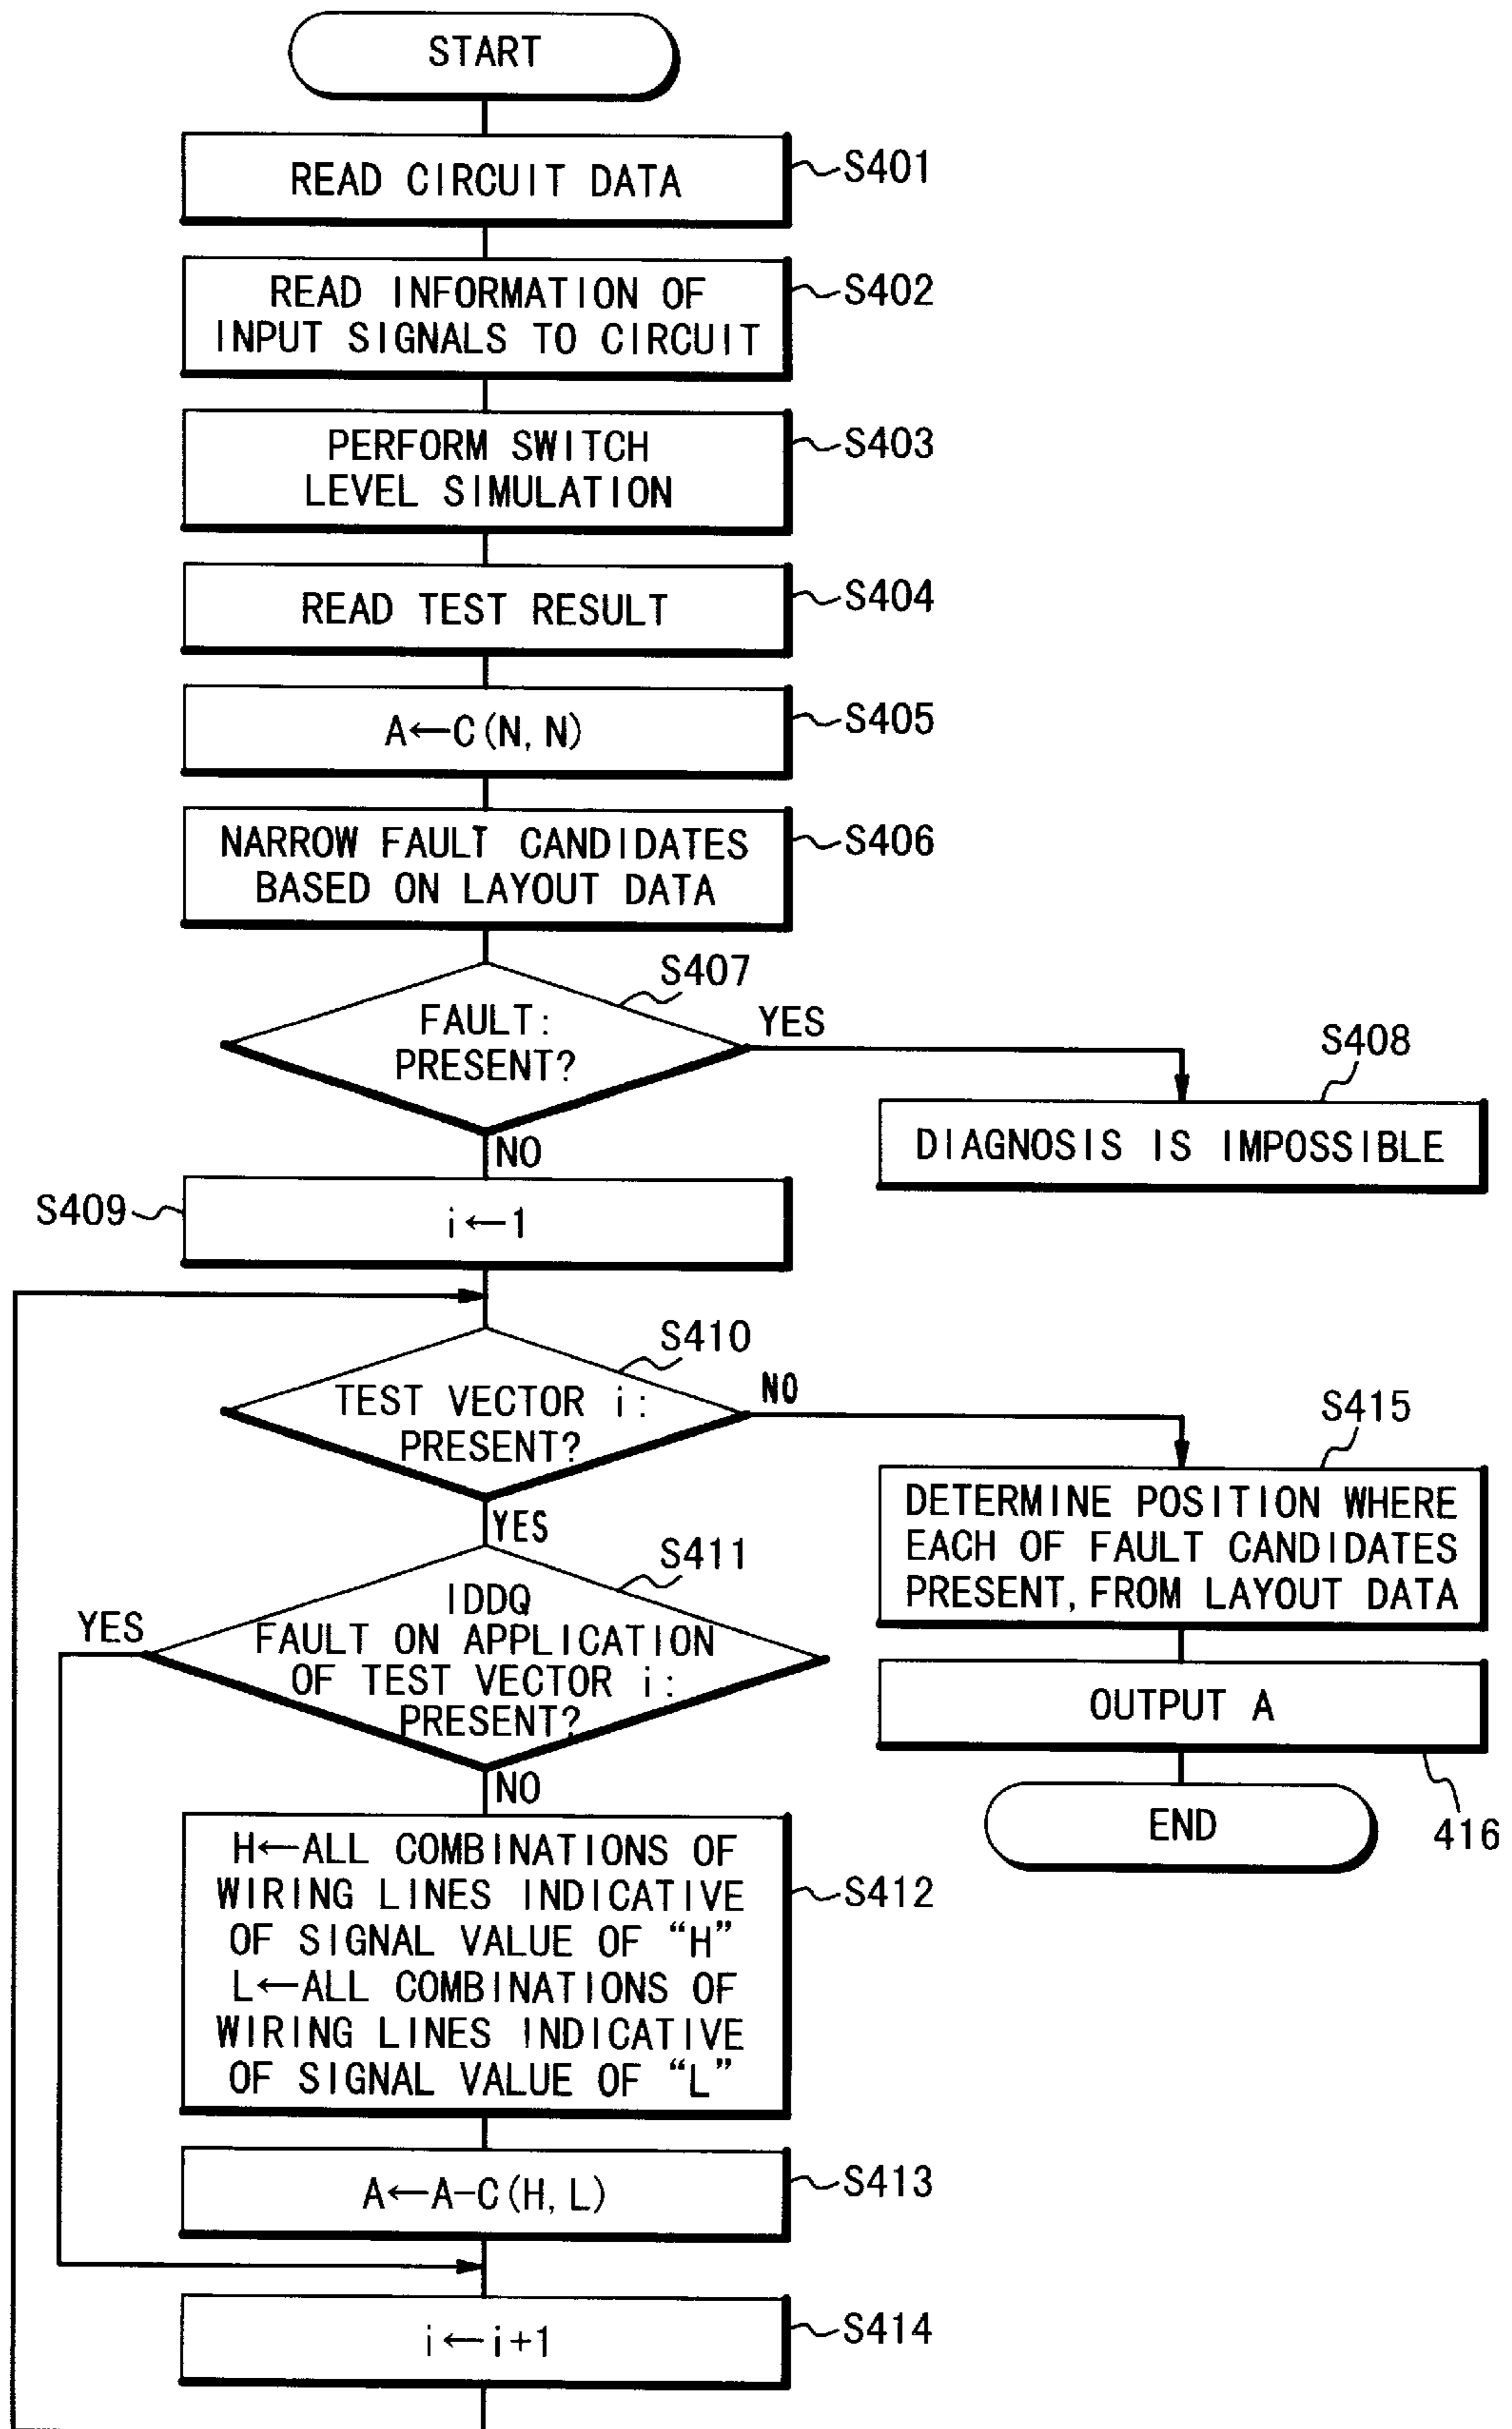 START
READ CIRCUIT DATA
S401
READ INFORMATION OF
INPUT SIGNALS TO CIRCUIT
S402
PERFORM SWITCH
LEVEL SIMULATION
S403
READ TEST RESULT
S404
A←C(N, N)
S405
NARROW FAULT CANDIDATES
BASED ON LAYOUT DATA
S406
S407
FAULT:
PRESENT?
YES
NO
S408
DIAGNOSIS IS IMPOSSIBLE
S409
i←1
S410
TEST VECTOR i:
PRESENT?
NO
YES
S415
DETERMINE POSITION WHERE
EACH OF FAULT CANDIDATES
PRESENT, FROM LAYOUT DATA
S411
IDDQ
FAULT ON APPLICATION
OF TEST VECTOR i:
PRESENT?
YES
NO
OUTPUT A
416
END
H←ALL COMBINATIONS OF
WIRING LINES INDICATIVE
OF SIGNAL VALUE OF “H”
L←ALL COMBINATIONS OF
WIRING LINES INDICATIVE
OF SIGNAL VALUE OF “L”
S412
A←A-C(H, L)
S413
i←i+1
S414